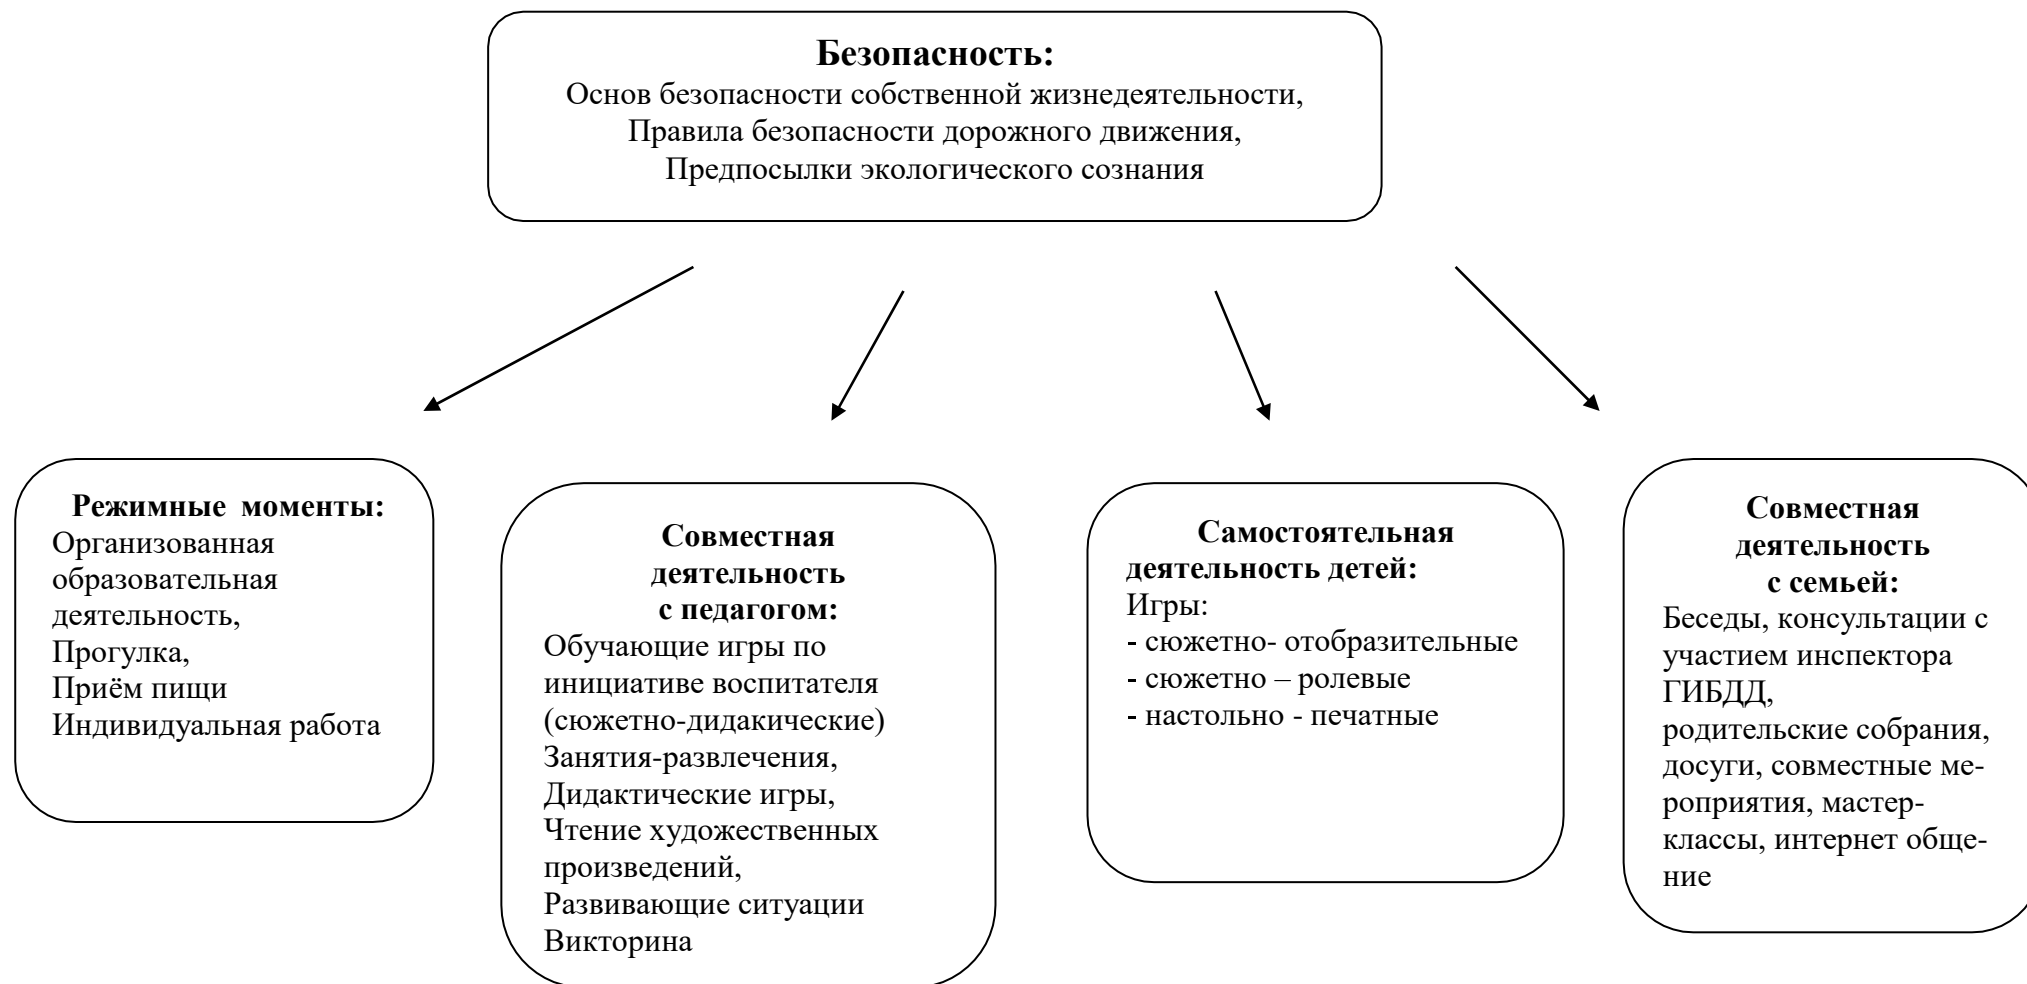 Безопасность:
Основ безопасности собственной жизнедеятельности,
Правила безопасности дорожного движения,
Предпосылки экологического сознания
Режимные моменты:
Организованная
образовательная
деятельность,
Прогулка,
Приём пищи
Индивидуальная работа
Совместная
деятельность
с педагогом:
Обучающие игры по
инициативе воспитателя
(сюжетно-дидакические)
Занятия-развлечения,
Дидактические игры,
Чтение художественных
произведений,
Развивающие ситуации
Викторина
Самостоятельная
деятельность детей:
Игры:
- сюжетно- отобразительные
- сюжетно – ролевые
- настольно - печатные
Совместная
деятельность
с семьей:
Беседы, консультации с
участием инспектора
ГИБДД,
родительские собрания,
досуги, совместные ме-
роприятия, мастер-
классы, интернет обще-
ние